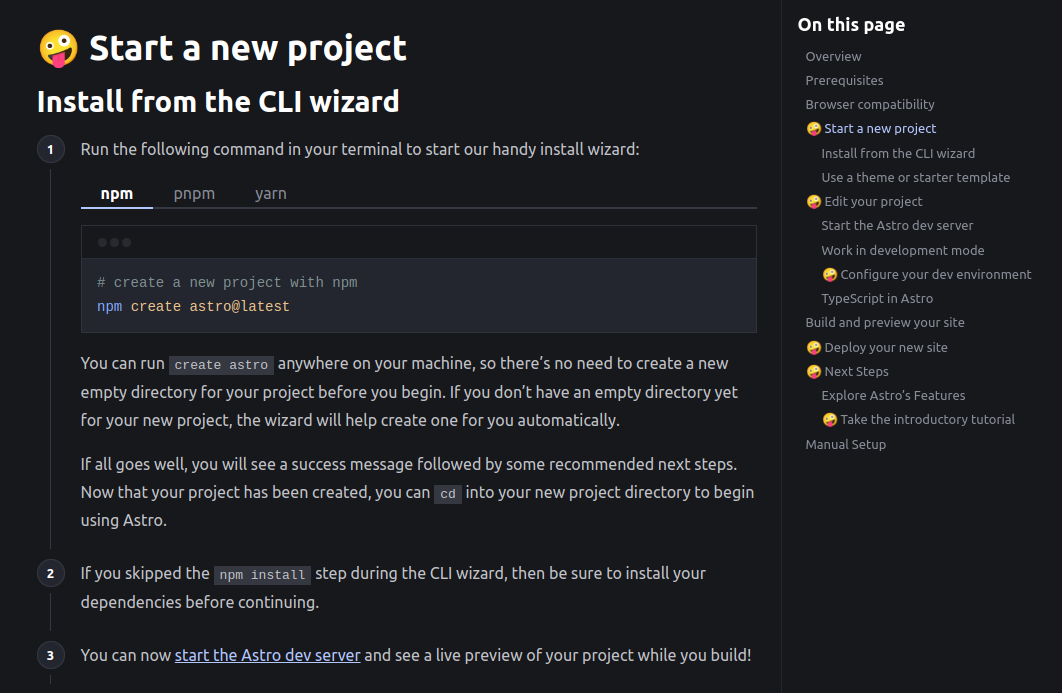 🤪 Start a new project
Install from the CLI wizard
1 Run the following command in your terminal to start our handy install wizard:
npm pnpm yarn
# create a new project with npm
npm create astro@latest
You can run create astro anywhere on your machine, so there’s no need to create a new
empty directory for your project before you begin. If you don’t have an empty directory yet
for your new project, the wizard will help create one for you automatically.
If all goes well, you will see a success message followed by some recommended next steps.
Now that your project has been created, you can cd into your new project directory to begin
using Astro.
2 If you skipped the npm install step during the CLI wizard, then be sure to install your
dependencies before continuing.
3 You can now start the Astro dev server and see a live preview of your project while you build!
On this page
Overview
Prerequisites
Browser compatibility
🤪 Start a new project
Install from the CLI wizard
Use a theme or starter template
🤪 Edit your project
Start the Astro dev server
Work in development mode
🤪 Configure your dev environment
TypeScript in Astro
Build and preview your site
🤪 Deploy your new site
🤪 Next Steps
Explore Astro’s Features
🤪 Take the introductory tutorial
Manual Setup